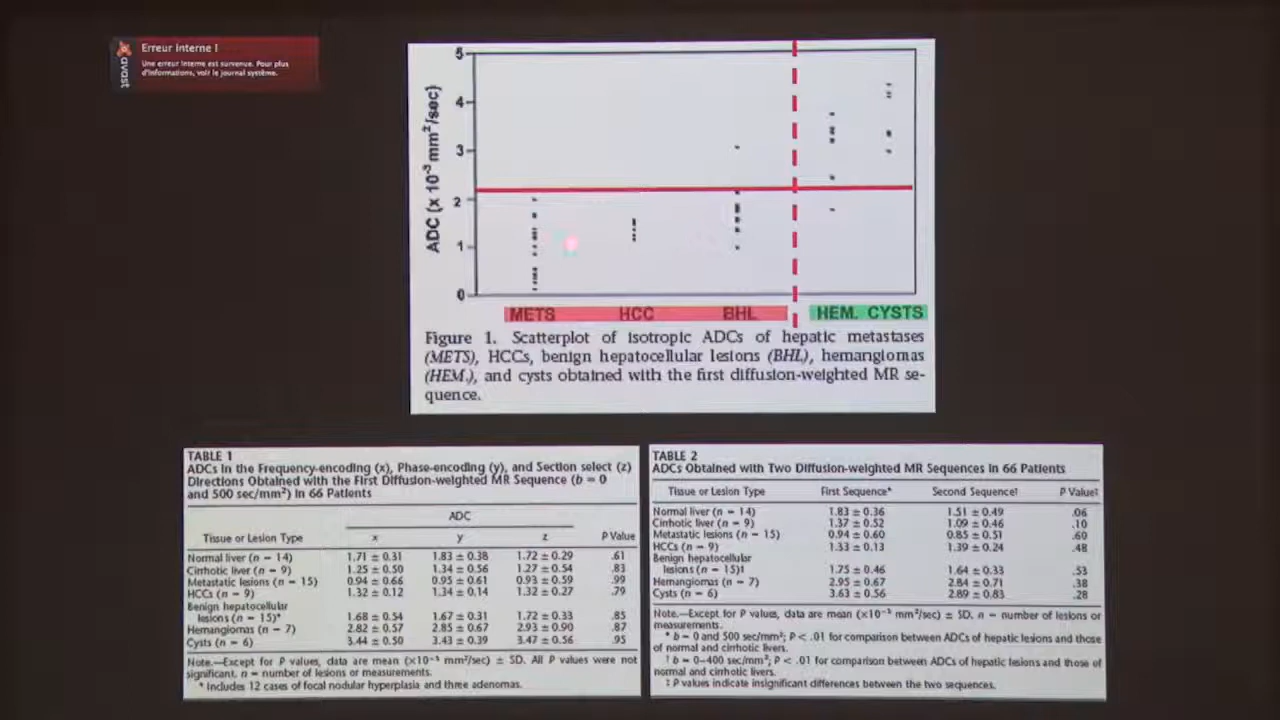 Erreur interne !
Une erreur interne est survenue. Pour plus
d'informations, voir le journal système.
avast
5
4
3
2
1
0
ADC (x 10-3 mm2/sec)
METS HCC BHL HEM. CYSTS
Figure 1. Scatterplot of isotropic ADCs of hepatic metastases
(METS), HCCs, benign hepatocellular lesions (BHL), hemangiomas
(HEM.), and cysts obtained with the first diffusion-weighted MR se-
quence.
TABLE 1
ADCs in the Frequency-encoding (x), Phase-encoding (y), and Section select (z)
Directions Obtained with the First Diffusion-weighted MR Sequence (b = 0
and 500 sec/mm2) in 66 Patients
ADC
Tissue or Lesion Type x y z P Value
Normal liver (n = 14) 1.71 ± 0.31 1.83 ± 0.38 1.72 ± 0.29 .61
Cirrhotic liver (n = 9) 1.25 ± 0.50 1.34 ± 0.56 1.27 ± 0.54 .83
Metastatic lesions (n = 15) 0.94 ± 0.66 0.95 ± 0.61 0.93 ± 0.59 .99
HCCs (n = 9) 1.32 ± 0.12 1.34 ± 0.14 1.32 ± 0.27 .79
Benign hepatocellular
lesions (n = 15)* 1.68 ± 0.54 1.67 ± 0.31 1.72 ± 0.33 .85
Hemangiomas (n = 7) 2.82 ± 0.57 2.85 ± 0.67 2.93 ± 0.90 .87
Cysts (n = 6) 3.44 ± 0.50 3.43 ± 0.39 3.47 ± 0.56 .95
Note.—Except for P values, data are mean (×10-3 mm2/sec) ± SD. All P values were not
significant. n = number of lesions or measurements.
* Includes 12 cases of focal nodular hyperplasia and three adenomas.
TABLE 2
ADCs Obtained with Two Diffusion-weighted MR Sequences in 66 Patients
Tissue or Lesion Type First Sequence* Second Sequence† P Value‡
Normal liver (n = 14) 1.83 ± 0.36 1.51 ± 0.49 .06
Cirrhotic liver (n = 9) 1.37 ± 0.52 1.09 ± 0.46 .10
Metastatic lesions (n = 15) 0.94 ± 0.60 0.85 ± 0.51 .60
HCCs (n = 9) 1.33 ± 0.13 1.39 ± 0.24 .48
Benign hepatocellular
lesions (n = 15)† 1.75 ± 0.46 1.64 ± 0.33 .53
Hemangiomas (n = 7) 2.95 ± 0.67 2.84 ± 0.71 .38
Cysts (n = 6) 3.63 ± 0.56 2.89 ± 0.83 .28
Note.—Except for P values, data are mean (×10-3 mm2/sec) ± SD. n = number of lesions or
measurements.
* b = 0 and 500 sec/mm2; P < .01 for comparison between ADCs of hepatic lesions and those
of normal and cirrhotic livers.
† b = 0–400 sec/mm2; P < .01 for comparison between ADCs of hepatic lesions and those of
normal and cirrhotic livers.
‡ P values indicate insignificant differences between the two sequences.